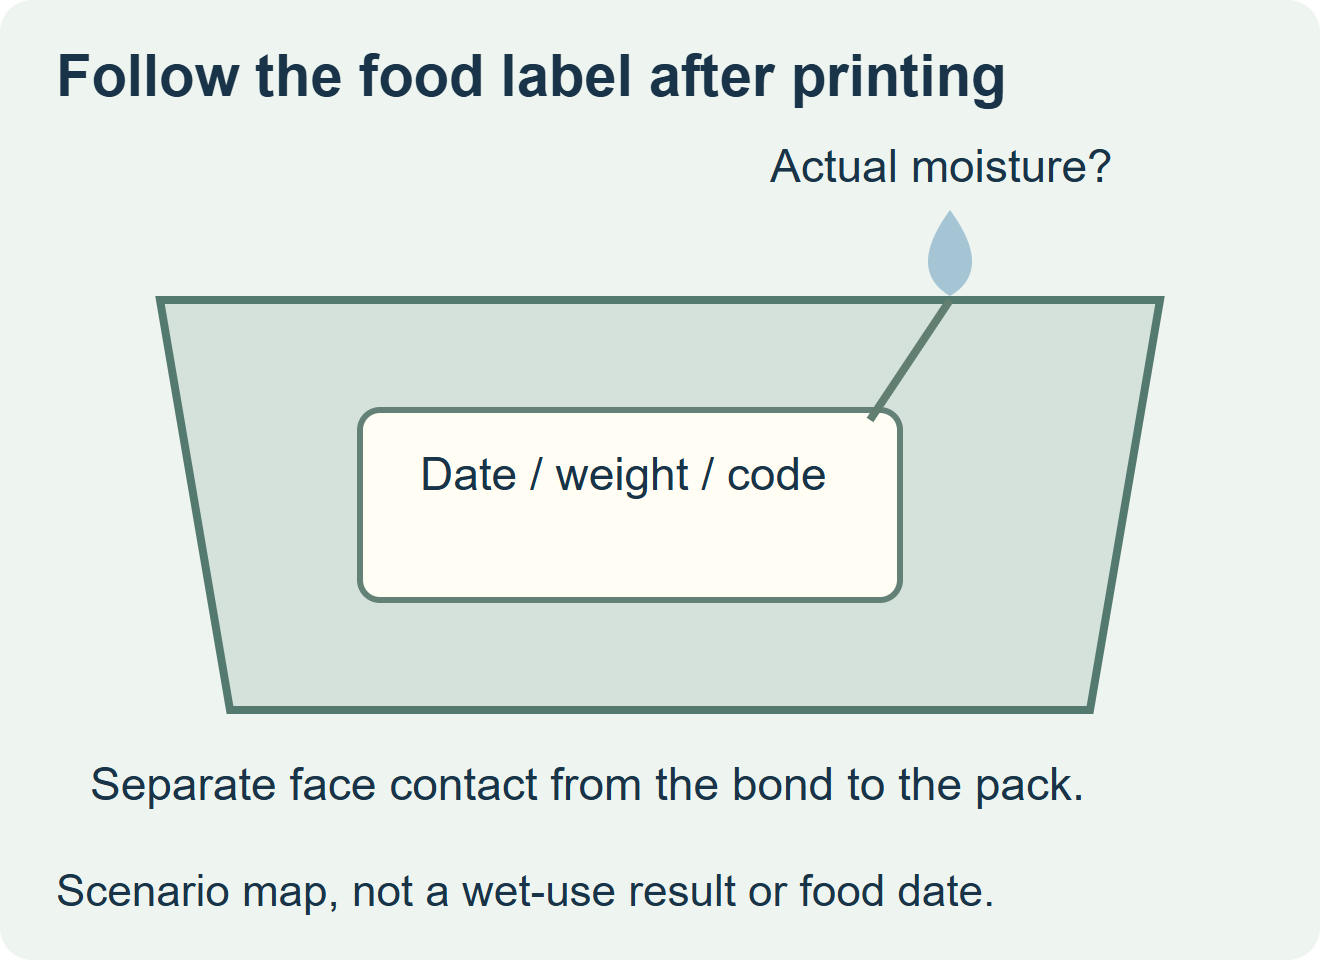 Follow the food label after printing
Actual moisture?
Date / weight / code
Separate face contact from the bond to the pack.
Scenario map, not a wet-use result or food date.